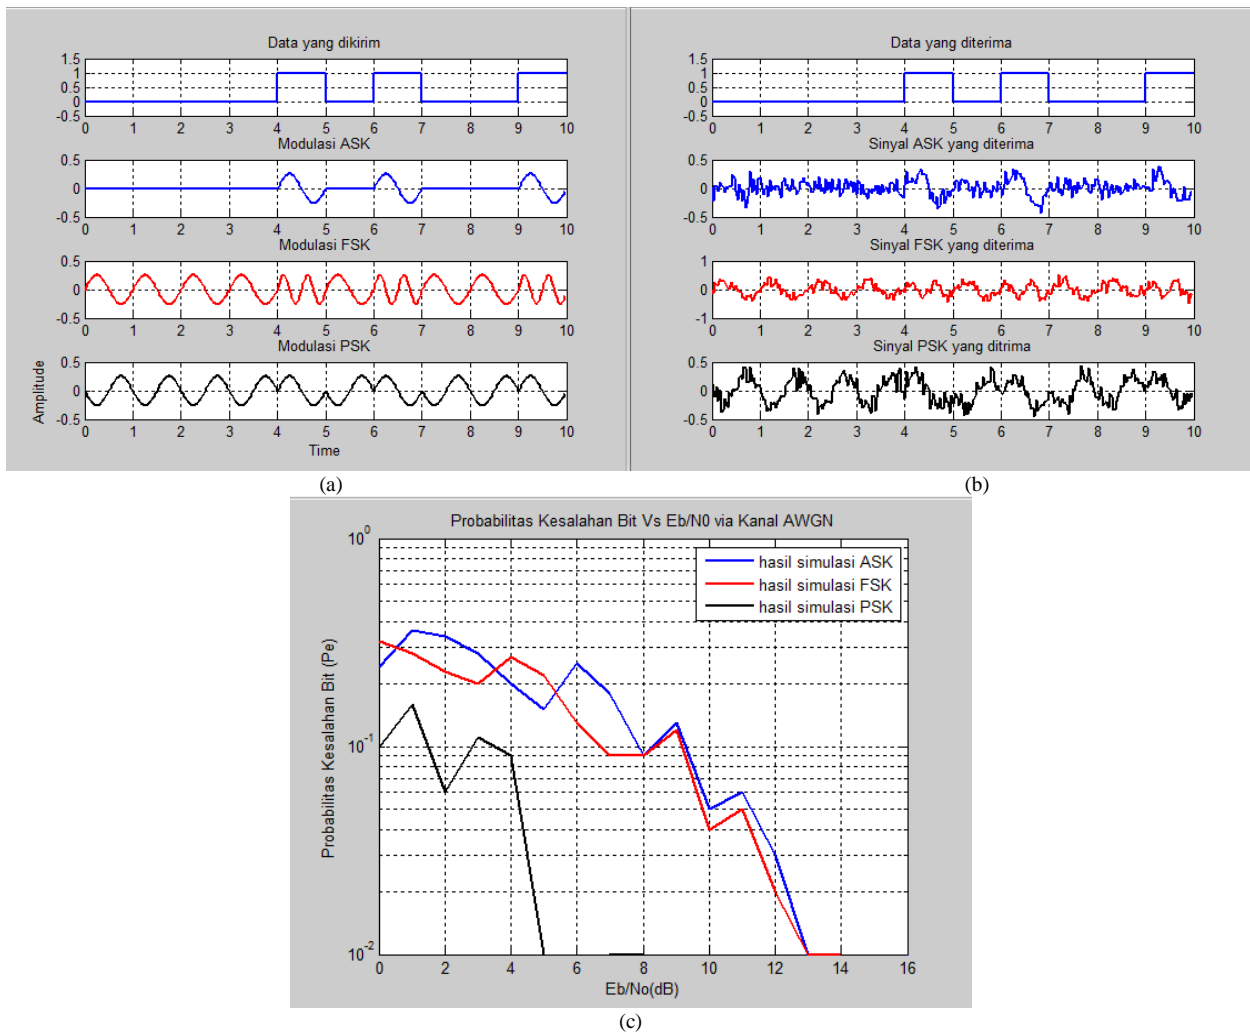 Data yang dikirim
1.5
1
0.5
0
-0.5
0 1 2 3 4 5 6 7 8 9 10
Modulasi ASK
0.5
0
-0.5
0 1 2 3 4 5 6 7 8 9 10
Modulasi FSK
0.5
0
-0.5
0 1 2 3 4 5 6 7 8 9 10
Modulasi PSK
0.5
0
-0.5
0 1 2 3 4 5 6 7 8 9 10
Amplitude
Time
(a)
Data yang diterima
1.5
1
0.5
0
-0.5
0 1 2 3 4 5 6 7 8 9 10
Sinyal ASK yang diterima
0.5
0
-0.5
0 1 2 3 4 5 6 7 8 9 10
Sinyal FSK yang diterima
1
0
-1
0 1 2 3 4 5 6 7 8 9 10
Sinyal PSK yang ditrima
0.5
0
-0.5
0 1 2 3 4 5 6 7 8 9 10
(b)
Probabilitas Kesalahan Bit Vs Eb/N0 via Kanal AWGN
hasil simulasi ASK
hasil simulasi FSK
hasil simulasi PSK
Probabilitas Kesalahan Bit (Pe)
10^0
10^-1
10^-2
0 2 4 6 8 10 12 14 16
Eb/No(dB)
(c)